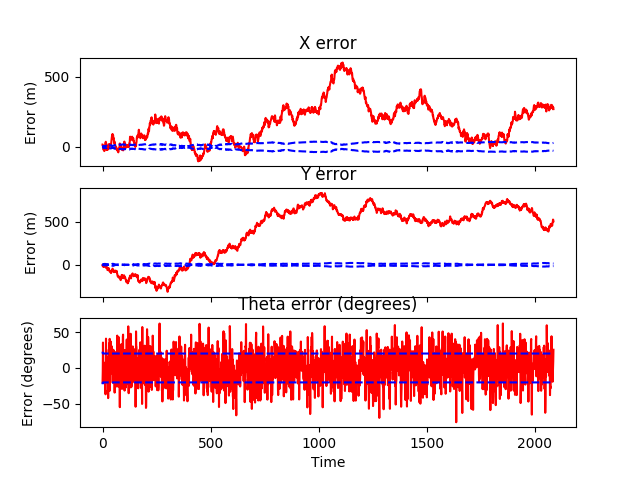 X error
Error (m)
500
0
Y error
Error (m)
500
0
Theta error (degrees)
Error (degrees)
50
0
−50
0
500
1000
1500
2000
Time